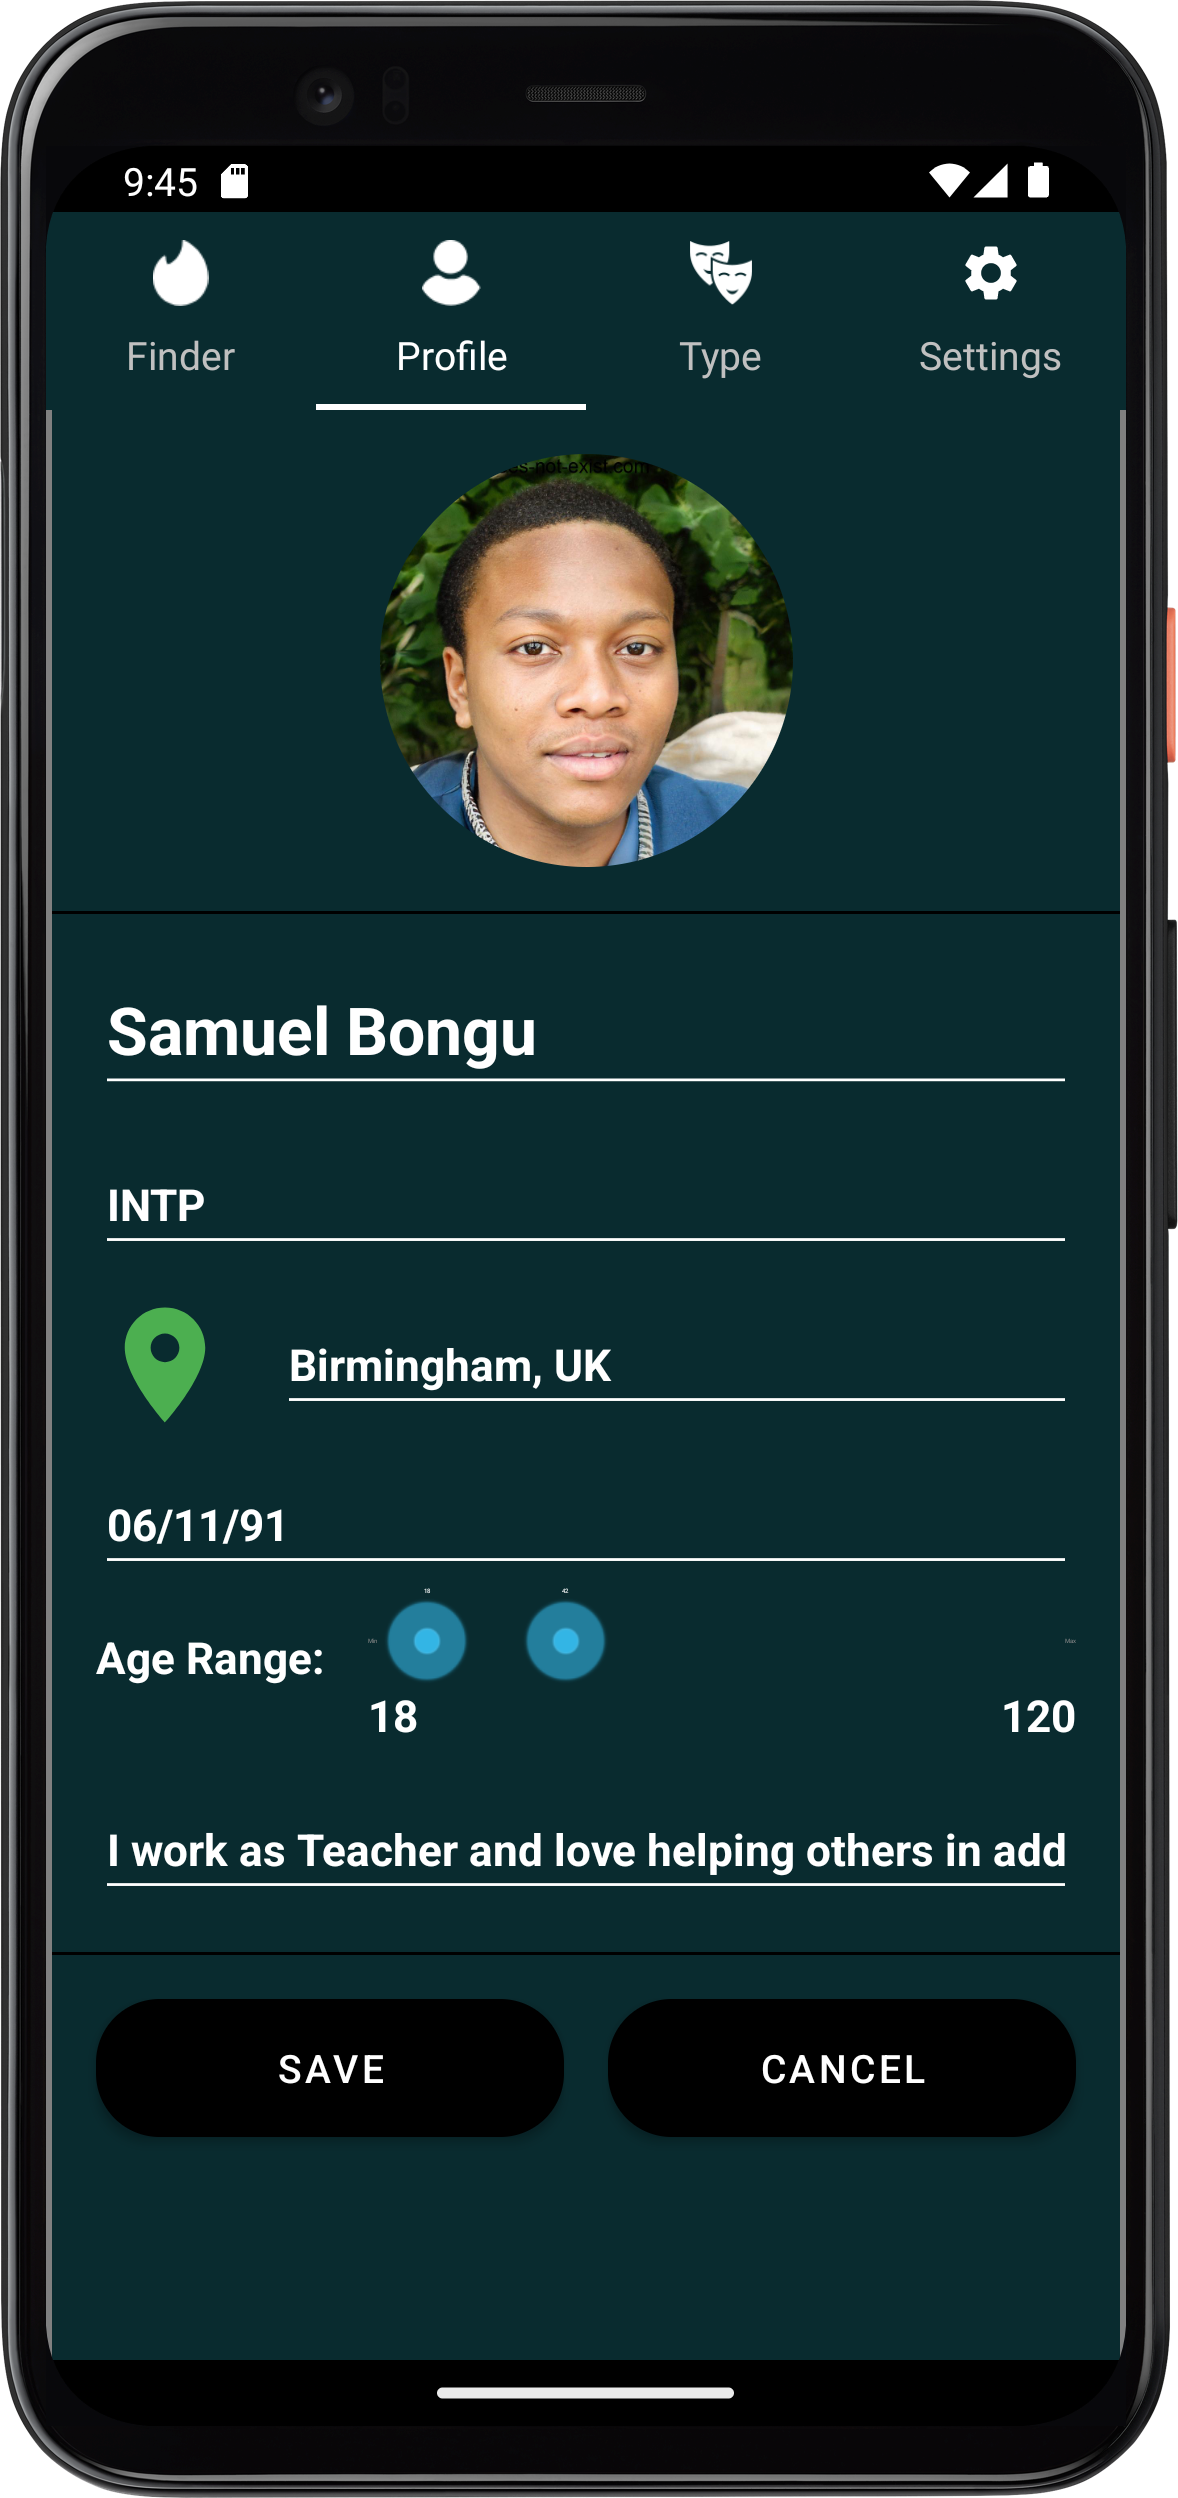 9:45
Finder Profile Type Settings
es-not-exist.com
Samuel Bongu
INTP
Birmingham, UK
06/11/91
18 42
Min Max
Age Range:
18 120
I work as Teacher and love helping others in add
SAVE CANCEL